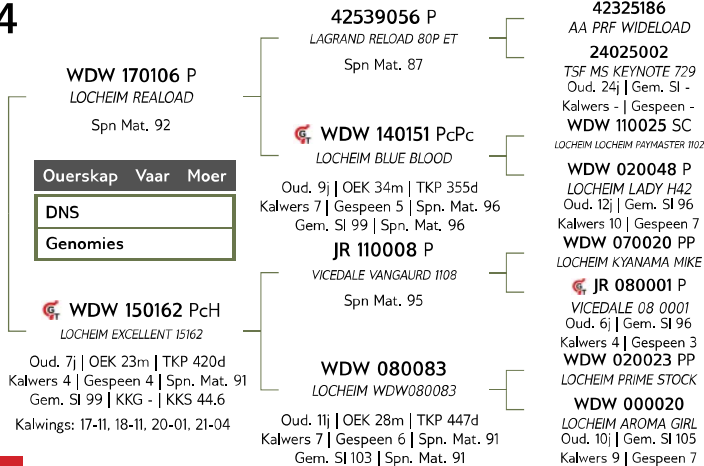 4
WDW 170106 P
LOCHEIM REALOAD
Spn Mat. 92
Ouerskap Vaar Moer
DNS
Genomies
WDW 150162 PcH
LOCHEIM EXCELLENT 15162
Oud. 7j | OEK 23m | TKP 420d
Kalwers 4 | Gespeen 4 | Spn. Mat. 91
Gem. SI 99 | KKG - | KKS 44.6
Kalwings: 17-11, 18-11, 20-01, 21-04
42539056 P
LAGRAND RELOAD 80P ET
Spn Mat. 87
WDW 140151 PcPc
LOCHEIM BLUE BLOOD
Oud. 9j | OEK 34m | TKP 355d
Kalwers 7 | Gespeen 5 | Spn. Mat. 96
Gem. SI 99 | Spn. Mat. 96
JR 110008 P
VICEDALE VANGAURD 1108
Spn Mat. 95
WDW 080083
LOCHEIM WDW080083
Oud. 11j | OEK 28m | TKP 447d
Kalwers 7 | Gespeen 6 | Spn. Mat. 91
Gem. SI 103 | Spn. Mat. 91
42325186
AA PRF WIDELOAD
24025002
TSF MS KEYNOTE 729
Oud. 24j | Gem. SI -
Kalwers - | Gespeen -
WDW 110025 SC
LOCHEIM LOCHEIM PAYMASTER 1102
WDW 020048 P
LOCHEIM LADY H42
Oud. 12j | Gem. SI 96
Kalwers 10 | Gespeen 7
WDW 070020 PP
LOCHEIM KYANAMA MIKE
JR 080001 P
VICEDALE 08 0001
Oud. 6j | Gem. SI 96
Kalwers 4 | Gespeen 3
WDW 020023 PP
LOCHEIM PRIME STOCK
WDW 000020
LOCHEIM AROMA GIRL
Oud. 10j | Gem. SI 105
Kalwers 9 | Gespeen 7